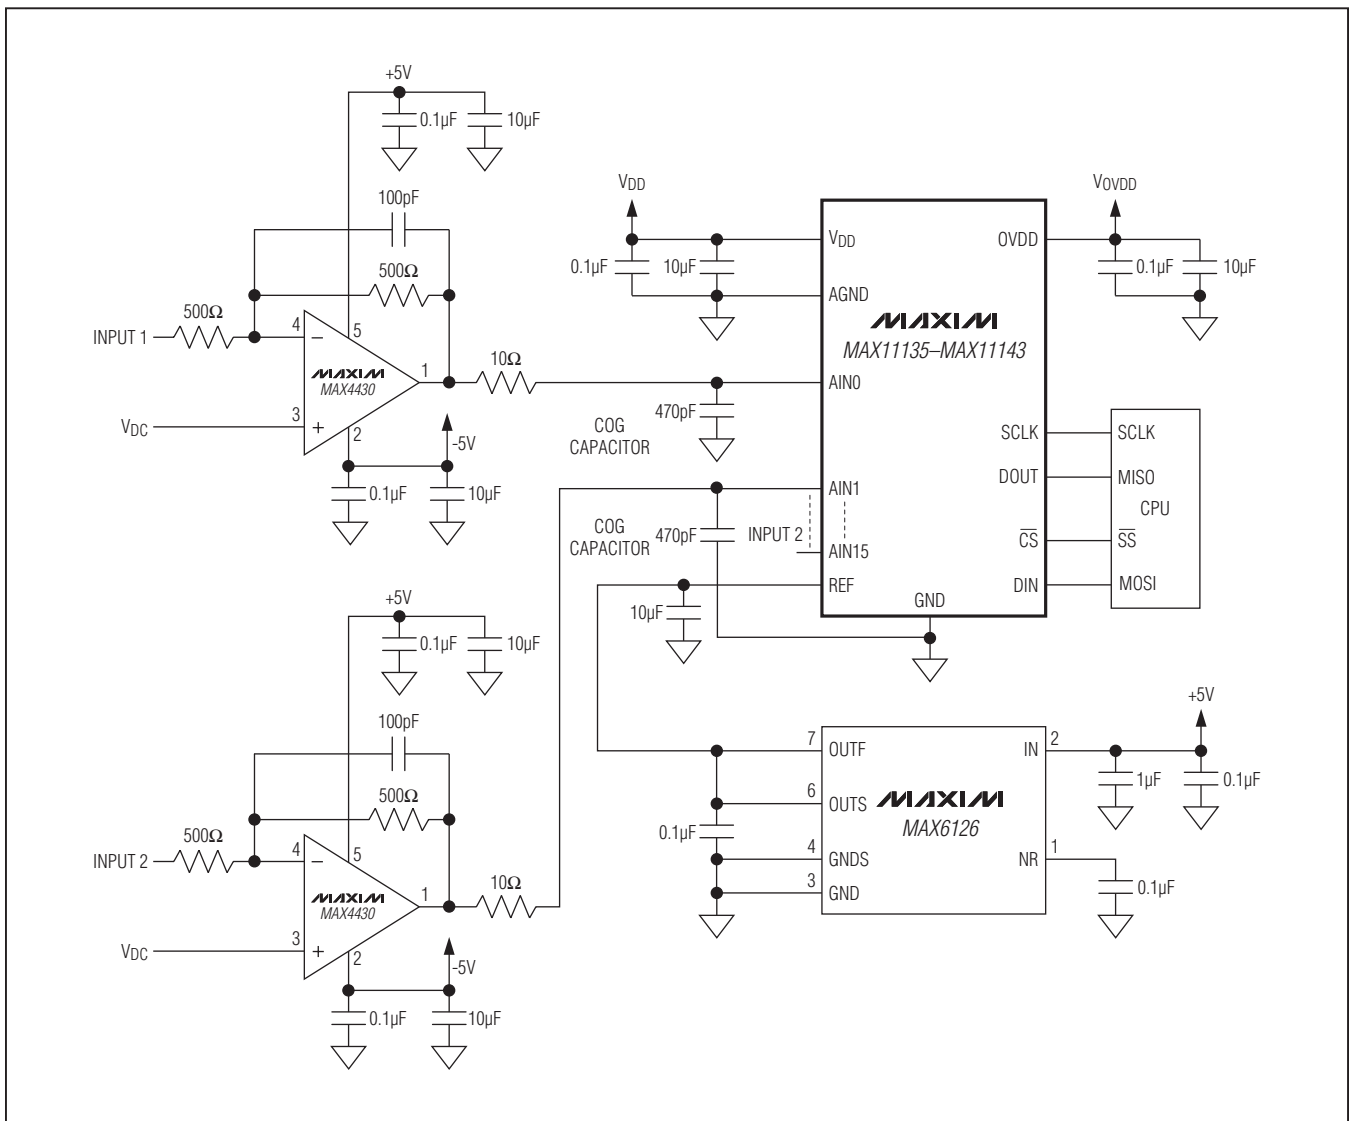 +5V
0.1µF
10µF
100pF
500Ω
500Ω
INPUT 1
4
−
5
MAXIM
MAX4430
1
10Ω
VDC
3
+
2
-5V
0.1µF
10µF
VDD
0.1µF
10µF
VDD
AGND
OVDD
VOVDD
0.1µF
10µF
MAXIM
MAX11135–MAX11143
AIN0
470pF
COG
CAPACITOR
AIN1
COG
CAPACITOR
470pF
INPUT 2
AIN15
REF
10µF
GND
SCLK
DOUT
CS
DIN
SCLK
MISO
CPU
SS
MOSI
+5V
0.1µF
10µF
100pF
500Ω
500Ω
INPUT 2
4
−
5
MAXIM
MAX4430
1
10Ω
VDC
3
+
2
-5V
0.1µF
10µF
+5V
7
OUTF
IN
2
1µF
0.1µF
6
OUTS
MAXIM
MAX6126
0.1µF
4
GNDS
NR
1
3
GND
0.1µF